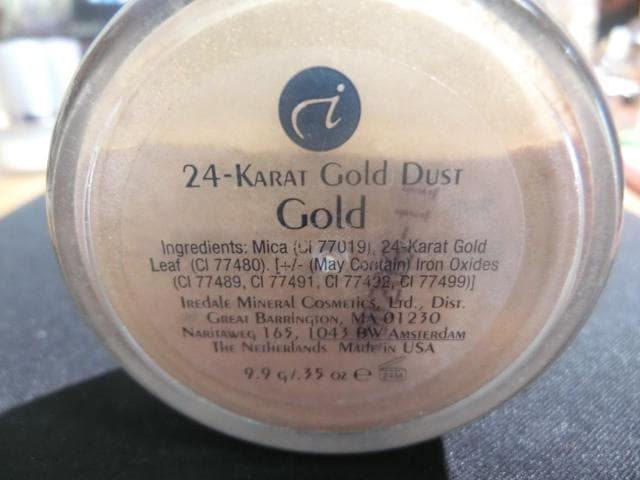 24-Karat Gold Dust
Gold
Ingredients: Mica (CI 77019), 24-Karat Gold
Leaf (CI 77480). [+/- (May Contain) Iron Oxides
(CI 77489, CI 77491, CI 77492, CI 77499)]
Iredale Mineral Cosmetics, Ltd., Dist.
Great Barrington, MA 01230
Naritaweg 165, 1043 BW Amsterdam
The Netherlands Made in USA
9.9 g/.35 oz e 24M